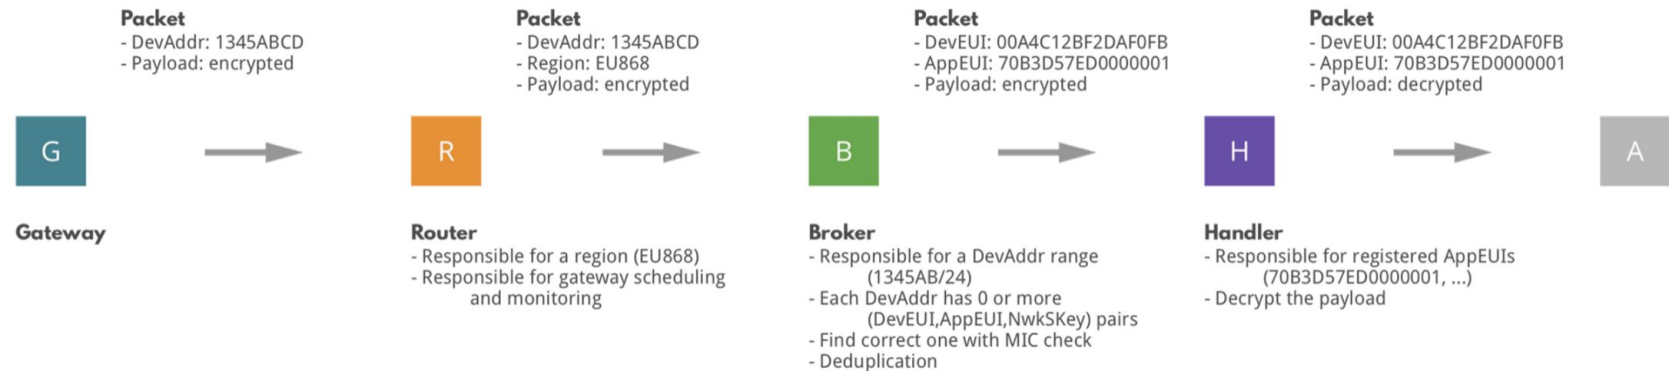 Packet
- DevAddr: 1345ABCD
- Payload: encrypted
Packet
- DevAddr: 1345ABCD
- Region: EU868
- Payload: encrypted
Packet
- DevEUI: 00A4C12BF2DAF0FB
- AppEUI: 70B3D57ED0000001
- Payload: encrypted
Packet
- DevEUI: 00A4C12BF2DAF0FB
- AppEUI: 70B3D57ED0000001
- Payload: decrypted
G
R
B
H
A
Gateway
Router
- Responsible for a region (EU868)
- Responsible for gateway scheduling
and monitoring
Broker
- Responsible for a DevAddr range
(1345AB/24)
- Each DevAddr has 0 or more
(DevEUI,AppEUI,NwkSKey) pairs
- Find correct one with MIC check
- Deduplication
Handler
- Responsible for registered AppEUIs
(70B3D57ED0000001, ...)
- Decrypt the payload